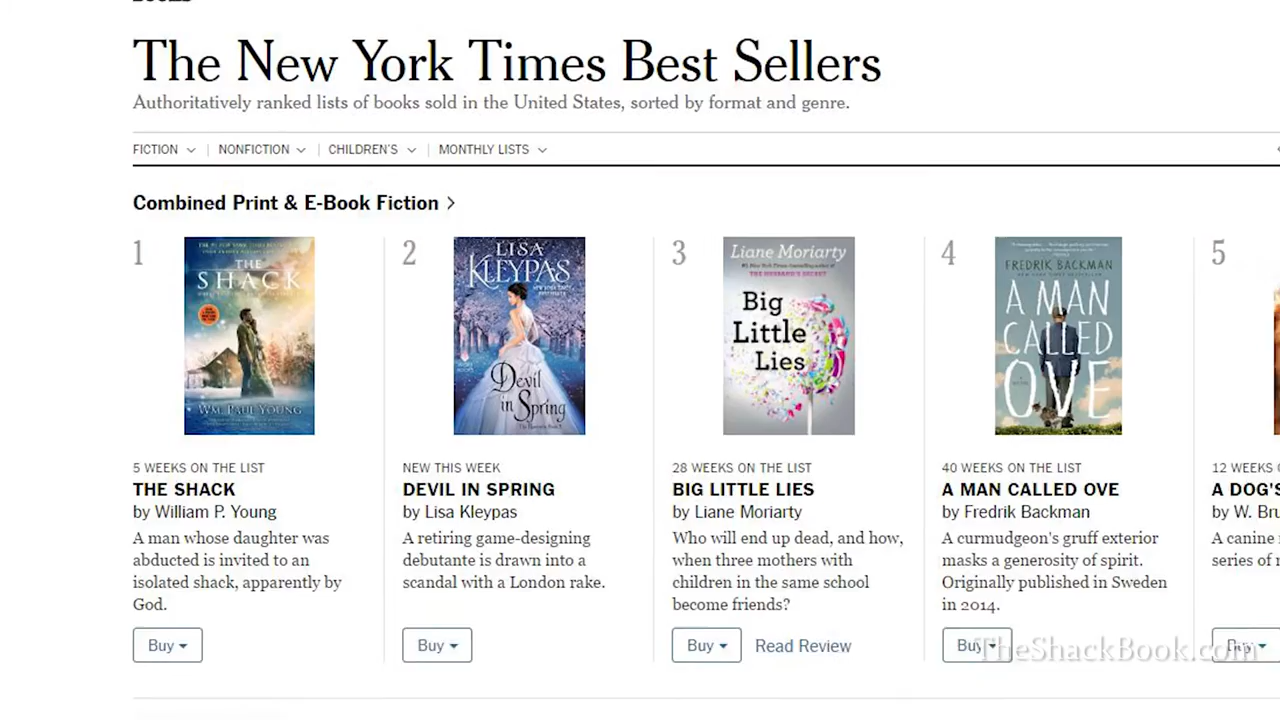 The New York Times Best Sellers
Authoritatively ranked lists of books sold in the United States, sorted by format and genre.
FICTION | NONFICTION | CHILDREN'S | MONTHLY LISTS
Combined Print & E-Book Fiction >
1
THE
SHACK
WM. PAUL YOUNG
5 WEEKS ON THE LIST
THE SHACK
by William P. Young
A man whose daughter was
abducted is invited to an
isolated shack, apparently by
God.
Buy
2
LISA
KLEYPAS
Devil
in Spring
NEW THIS WEEK
DEVIL IN SPRING
by Lisa Kleypas
A retiring game-designing
debutante is drawn into a
scandal with a London rake.
Buy
3
Liane Moriarty
THE HUSBAND'S SECRET
Big
Little
Lies
28 WEEKS ON THE LIST
BIG LITTLE LIES
by Liane Moriarty
Who will end up dead, and how,
when three mothers with
children in the same school
become friends?
Buy Read Review
4
FREDRIK BACKMAN
A MAN
CALLED
OVE
40 WEEKS ON THE LIST
A MAN CALLED OVE
by Fredrik Backman
A curmudgeon's gruff exterior
masks a generosity of spirit.
Originally published in Sweden
in 2014.
Buy
5
12 WEEKS
A DOG'S
by W. Bru
A canine
series of
Buy
TheShackBook.com